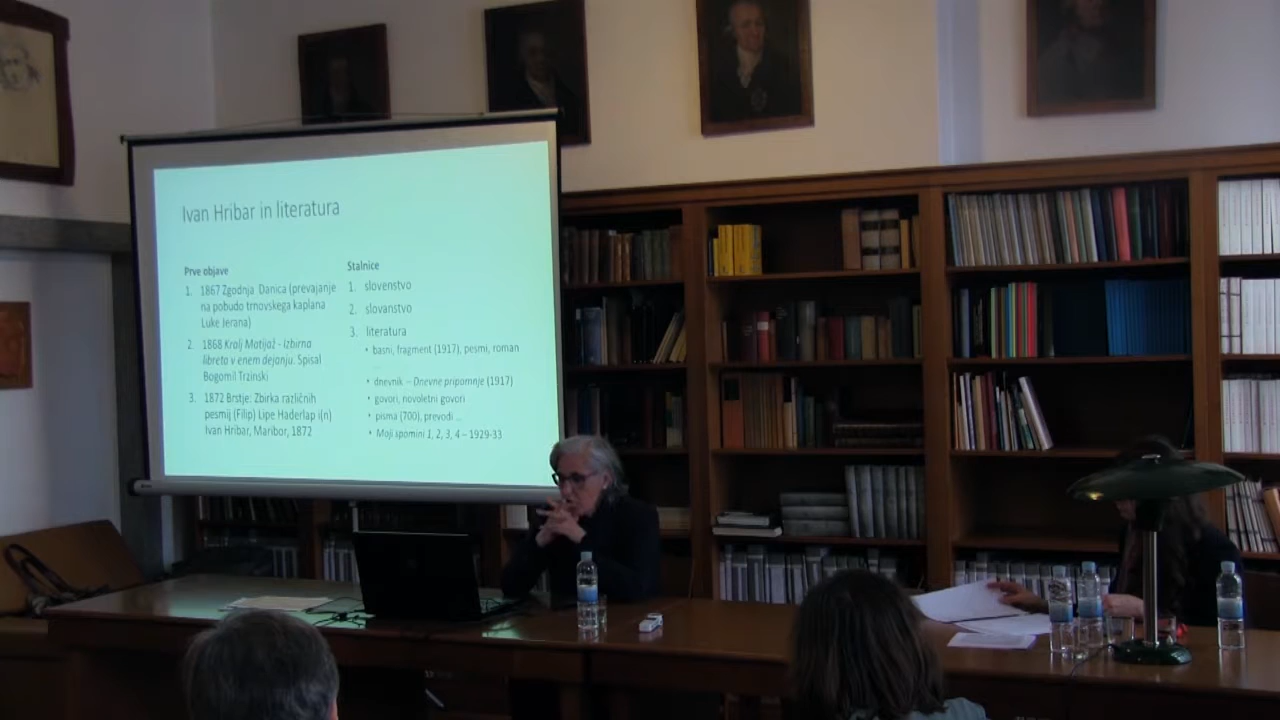 Ivan Hribar in literatura
Prve objave
1. 1867 Zgodnja Danica (prevajanje
na pobudo trnovskega kaplana
Luke Jerana)
2. 1868 Kralj Matijaž - izbirna
libreto v enem dejanju. Spisal
Bogomil Trzinski
3. 1872 Brstje: Zbirka različnih
pesmij (Filip) Lipe Haderlap i(n)
Ivan Hribar, Maribor, 1872
Stalnice
1. slovenstvo
2. slovanstvo
3. literatura
• basni, fragment (1917), pesmi, roman
...
• dnevnik – Dnevne pripomnje (1917)
• govori, novoletni govori
• pisma (700), prevodi ...
• Moji spomini 1, 2, 3, 4 – 1929-33